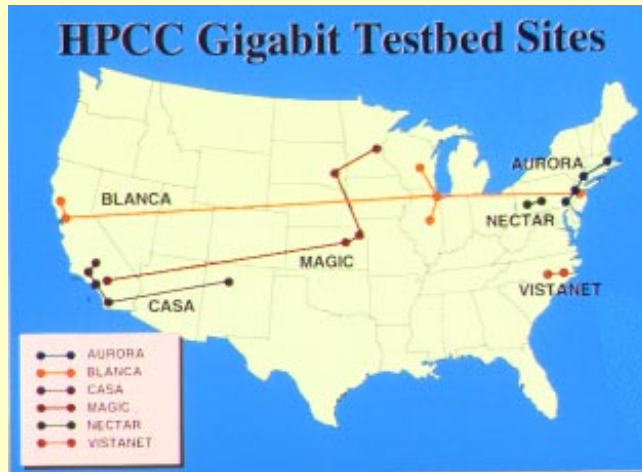 HPCC Gigabit Testbed Sites
AURORA
BLANCA
NECTAR
MAGIC
VISTANET
CASA
AURORA
BLANCA
CASA
MAGIC
NECTAR
VISTANET